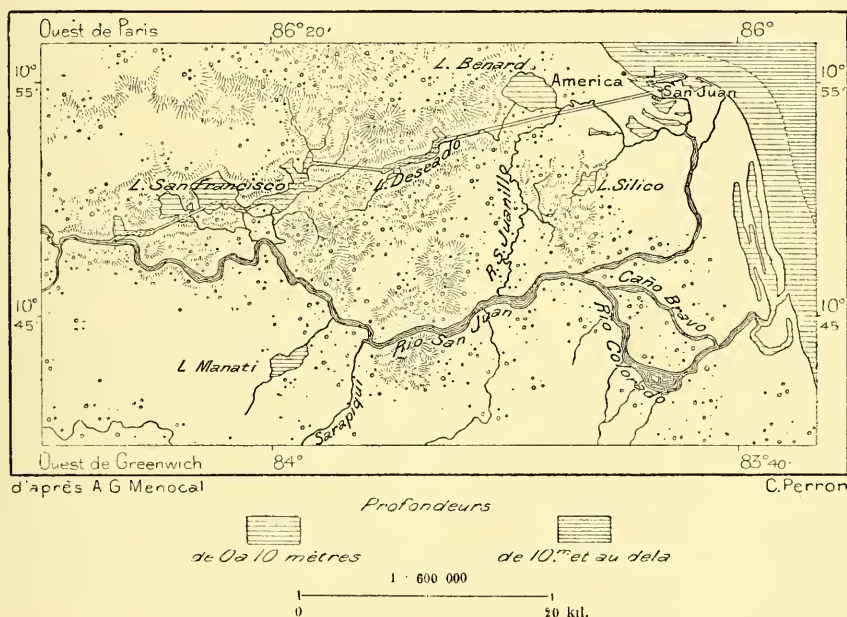 Ouest de Paris
86°20'
86°
10°
55'
10°
55'
L. Benard
America
San Juan
L. San Francisco
L. Deseado
L. Silico
R. S. Juanillo
10°
45'
10°
45'
Caño Bravo
Rio San Juan
Rio Colorado
L Manati
Sarapiqui
Ouest de Greenwich
84°
83°40'
d'après A G Menocal
C. Perron
Profondeurs
de 0 a 10 mètres
de 10.m et au dela
1 · 600 000
0
20 kil.